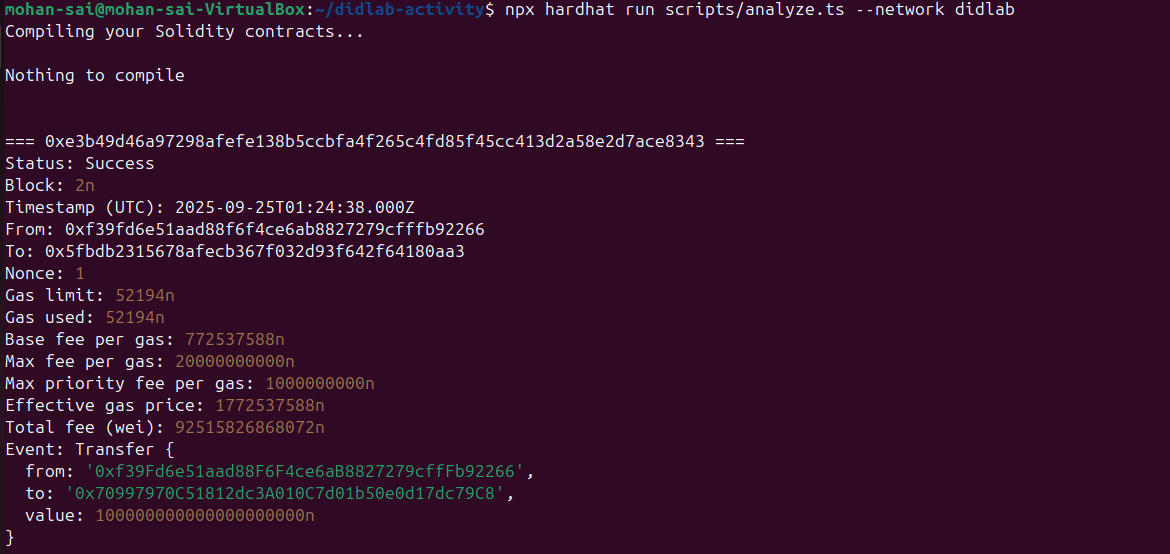 mohan-sai@mohan-sai-VirtualBox:~/didlab-activity$ npx hardhat run scripts/analyze.ts --network didlab
Compiling your Solidity contracts...
Nothing to compile
=== 0xe3b49d46a97298afefe138b5ccbfa4f265c4fd85f45cc413d2a58e2d7ace8343 ===
Status: Success
Block: 2n
Timestamp (UTC): 2025-09-25T01:24:38.000Z
From: 0xf39fd6e51aad88f6f4ce6ab8827279cfffb92266
To: 0x5fbdb2315678afecb367f032d93f642f64180aa3
Nonce: 1
Gas limit: 52194n
Gas used: 52194n
Base fee per gas: 772537588n
Max fee per gas: 20000000000n
Max priority fee per gas: 1000000000n
Effective gas price: 1772537588n
Total fee (wei): 92515826868072n
Event: Transfer {
  from: '0xf39Fd6e51aad88F6F4ce6aB8827279cffFb92266',
  to: '0x70997970C51812dc3A010C7d01b50e0d17dc79C8',
  value: 100000000000000000000n
}